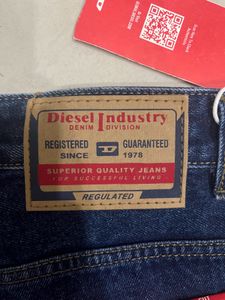 Diesel Industry
DENIM DIVISION
REGISTERED GUARANTEED
SINCE 1978
SUPERIOR QUALITY JEANS
FOR SUCCESSFUL LIVING
REGULATED